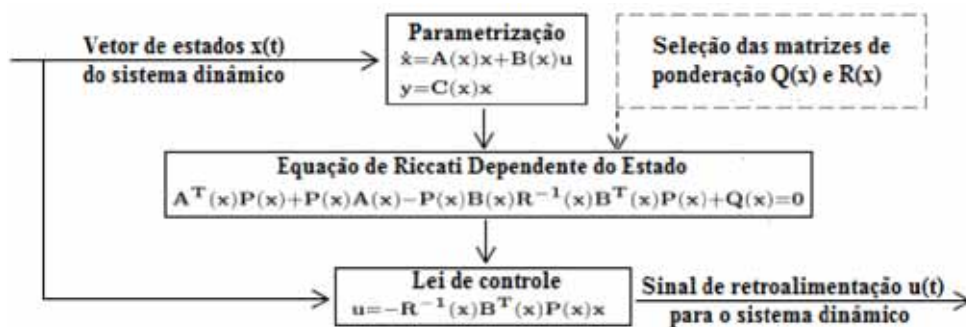 Vetor de estados x(t)
do sistema dinâmico
Parametrização
ẋ=A(x)x+B(x)u
y=C(x)x
Seleção das matrizes de
ponderação Q(x) e R(x)
Equação de Riccati Dependente do Estado
Aᵀ(x)P(x)+P(x)A(x)−P(x)B(x)R⁻¹(x)Bᵀ(x)P(x)+Q(x)=0
Lei de controle
u=−R⁻¹(x)Bᵀ(x)P(x)x
Sinal de retroalimentação u(t)
para o sistema dinâmico